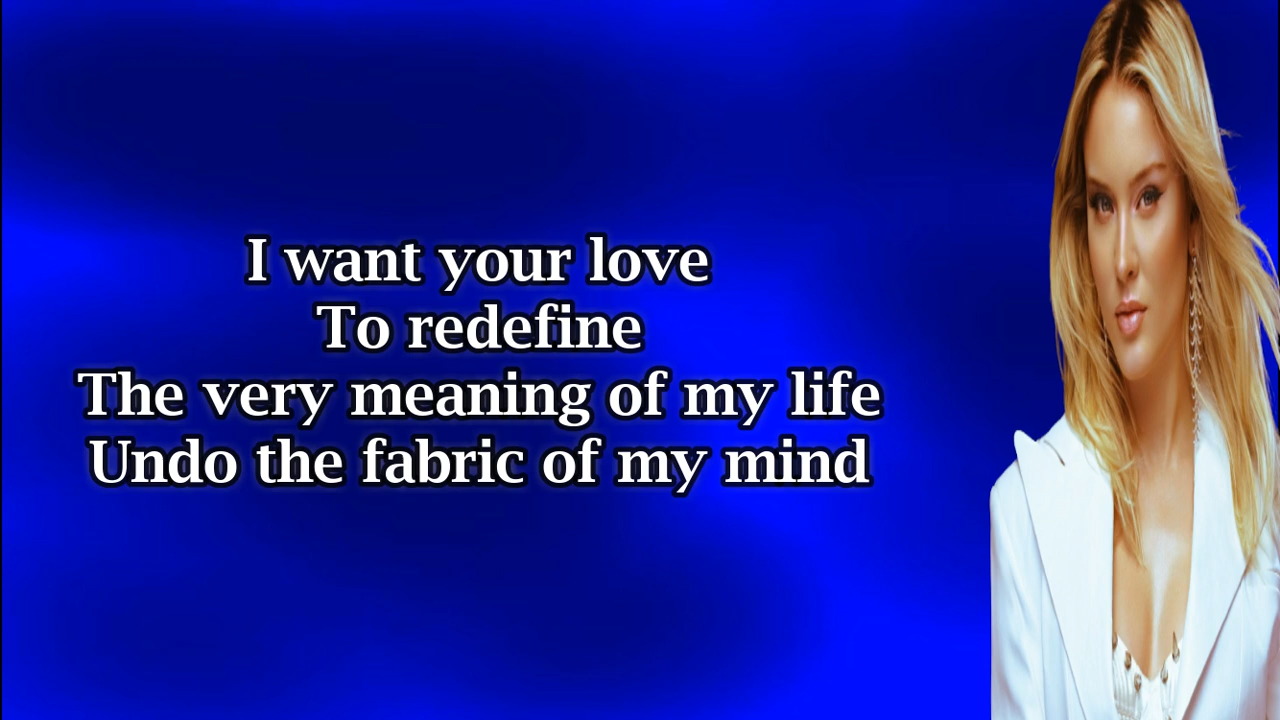 I want your love
To redefine
The very meaning of my life
Undo the fabric of my mind